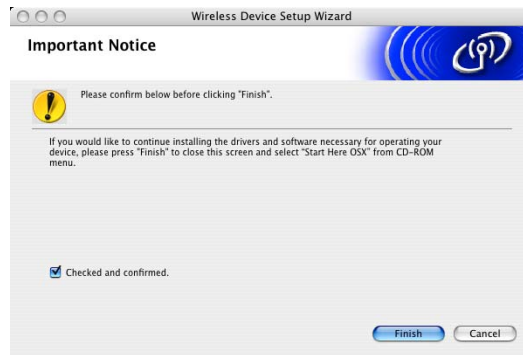 Wireless Device Setup Wizard
Important Notice
Please confirm below before clicking "Finish".
If you would like to continue installing the drivers and software necessary for operating your
device, please press "Finish" to close this screen and select "Start Here OSX" from CD-ROM
menu.
Checked and confirmed.
Finish
Cancel